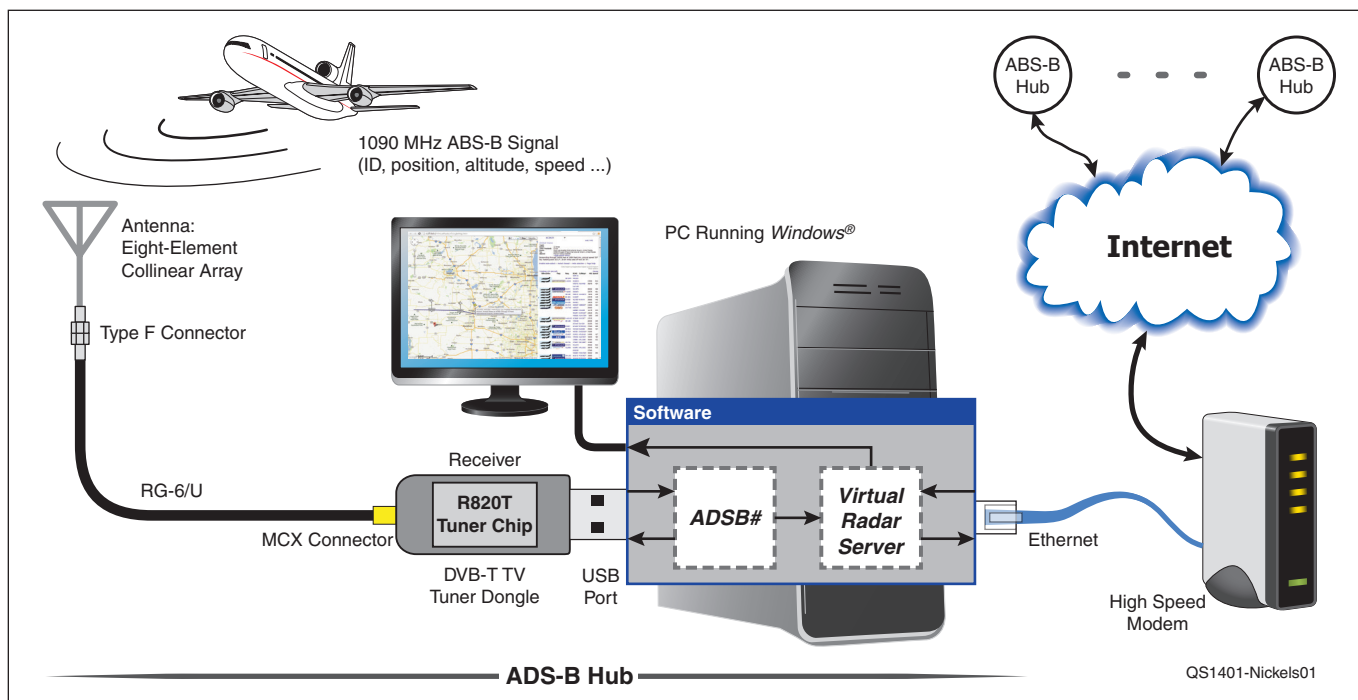 1090 MHz ABS-B Signal
(ID, position, altitude, speed ...)
ABS-B
Hub
ABS-B
Hub
Antenna:
Eight-Element
Collinear Array
PC Running Windows®
Internet
Type F Connector
Software
Receiver
RG-6/U
R820T
Tuner Chip
ADSB#
Virtual
Radar
Server
MCX Connector
Ethernet
DVB-T TV
Tuner Dongle
USB
Port
High Speed
Modem
ADS-B Hub
QS1401-Nickels01